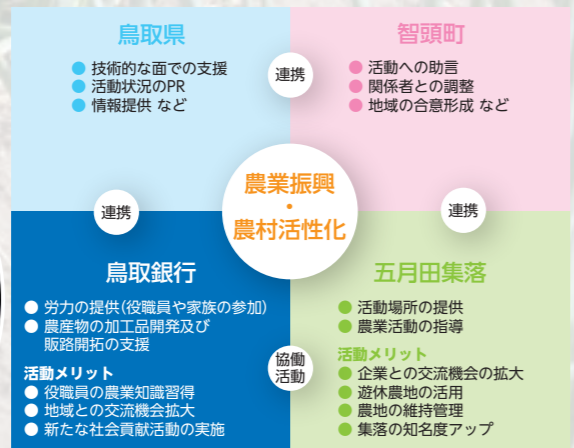 鳥取県
● 技術的な面での支援
● 活動状況のPR
● 情報提供 など
連携
智頭町
● 活動への助言
● 関係者との調整
● 地域の合意形成 など
農業振興
・
農村活性化
連携
連携
鳥取銀行
● 労力の提供(役職員や家族の参加)
● 農産物の加工品開発及び
販路開拓の支援
活動メリット
● 役職員の農業知識習得
● 地域との交流機会拡大
● 新たな社会貢献活動の実施
協働
活動
五月田集落
● 活動場所の提供
● 農業活動の指導
活動メリット
● 企業との交流機会の拡大
● 遊休農地の活用
● 農地の維持管理
● 集落の知名度アップ